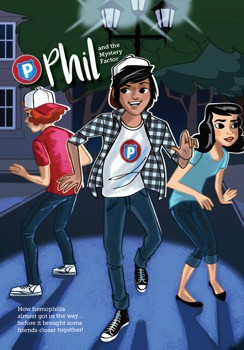 P Phil
and the
Mystery
Factor
P
How hemophilia
almost got in the way...
before it brought some
friends closer together!